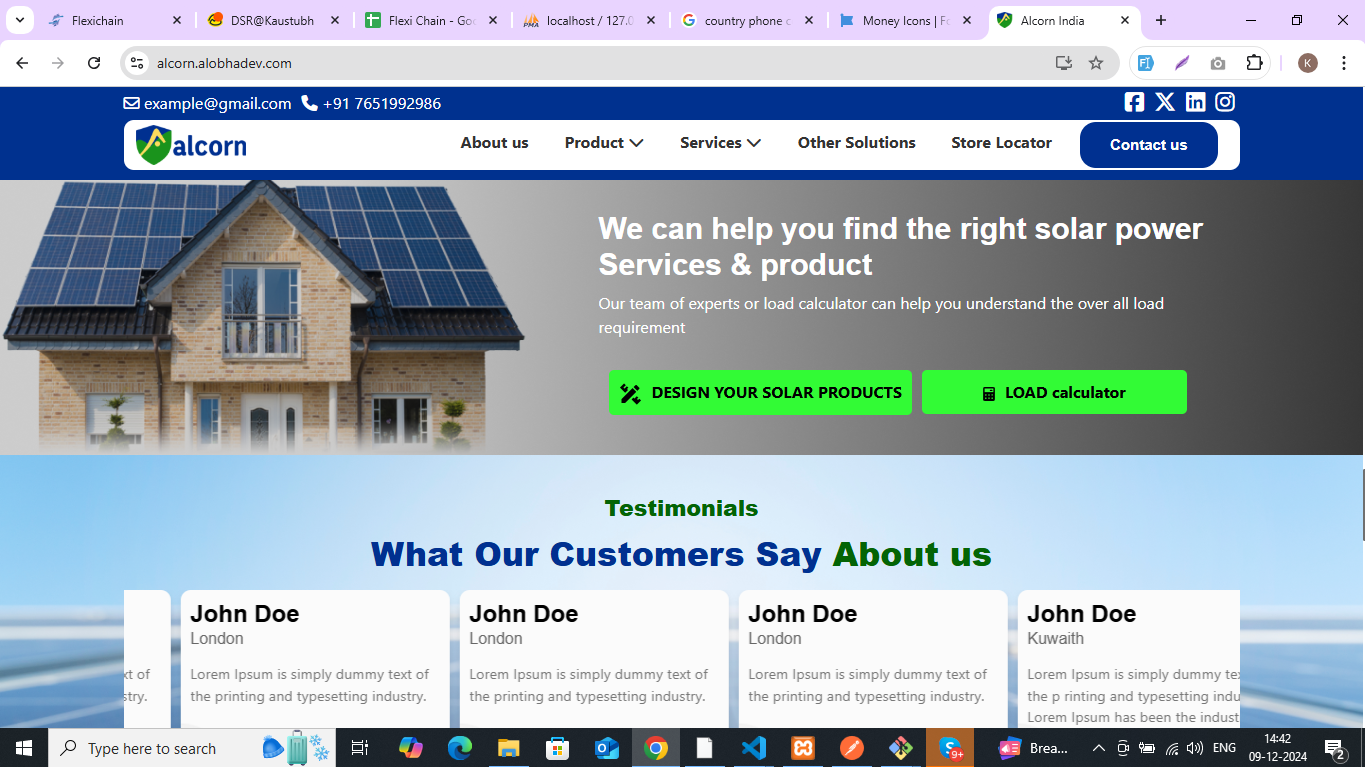 Flexichain
DSR@Kaustubh
Flexi Chain - Goo
localhost / 127.0
country phone c
Money Icons | Fo
Alcorn India
alcorn.alobhadev.com
K
example@gmail.com +91 7651992986
alcorn
About us
Product
Services
Other Solutions
Store Locator
Contact us
We can help you find the right solar power
Services & product
Our team of experts or load calculator can help you understand the over all load
requirement
DESIGN YOUR SOLAR PRODUCTS
LOAD calculator
Testimonials
What Our Customers Say About us
John Doe
London
Lorem Ipsum is simply dummy text of
the printing and typesetting industry.
John Doe
London
Lorem Ipsum is simply dummy text of
the printing and typesetting industry.
John Doe
London
Lorem Ipsum is simply dummy text of
the printing and typesetting industry.
John Doe
Kuwaith
Lorem Ipsum is simply dummy
the p rinting and typesetting
Lorem Ipsum has been the
xt of
stry.
Type here to search
9+
Brea...
ENG
14:42
09-12-2024
2